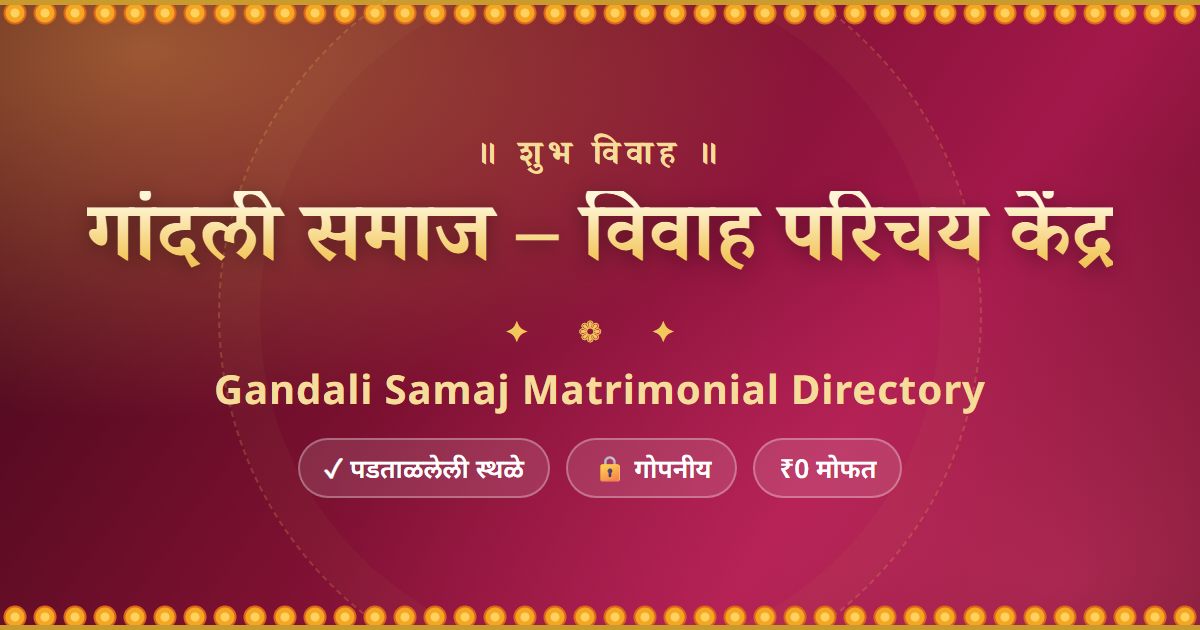 ॥ शुभ विवाह ॥
गांदली समाज – विवाह परिचय केंद्र
Gandali Samaj Matrimonial Directory
✓ पडताळलेली स्थळे
गोपनीय
₹0 मोफत